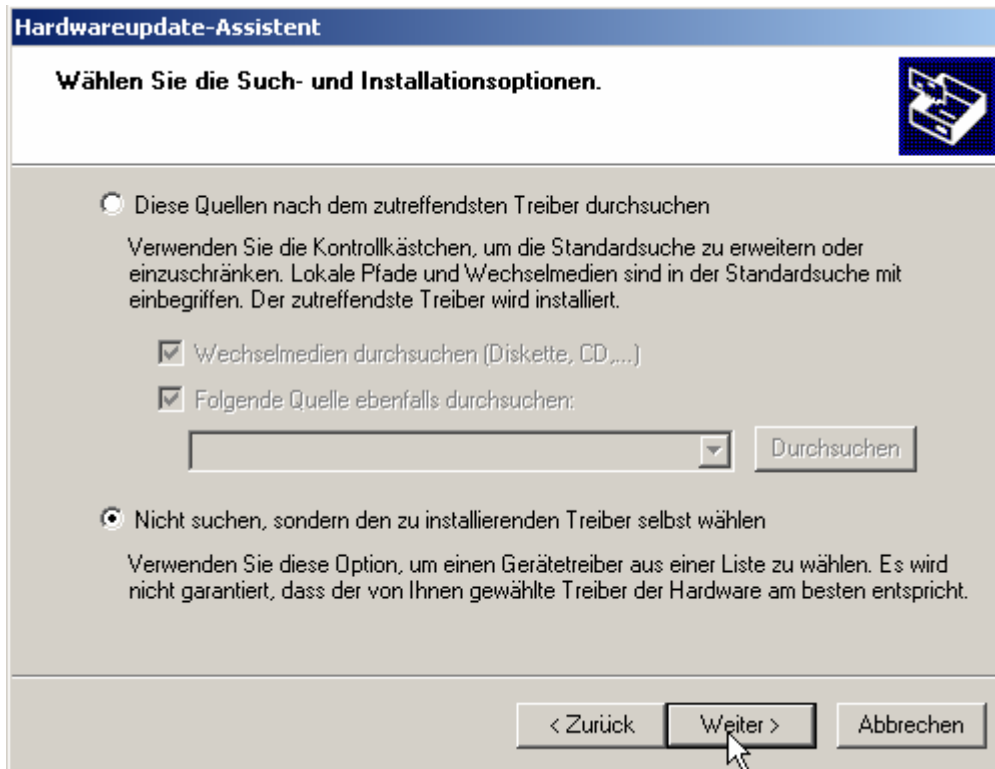 Hardwareupdate-Assistent
Wählen Sie die Such- und Installationsoptionen.
Diese Quellen nach dem zutreffendsten Treiber durchsuchen
Verwenden Sie die Kontrollkästchen, um die Standardsuche zu erweitern oder
einzuschränken. Lokale Pfade und Wechselmedien sind in der Standardsuche mit
einbegriffen. Der zutreffendste Treiber wird installiert.
Wechselmedien durchsuchen (Diskette, CD,...)
Folgende Quelle ebenfalls durchsuchen:
Durchsuchen
Nicht suchen, sondern den zu installierenden Treiber selbst wählen
Verwenden Sie diese Option, um einen Gerätetreiber aus einer Liste zu wählen. Es wird
nicht garantiert, dass der von Ihnen gewählte Treiber der Hardware am besten entspricht.
< Zurück Weiter > Abbrechen